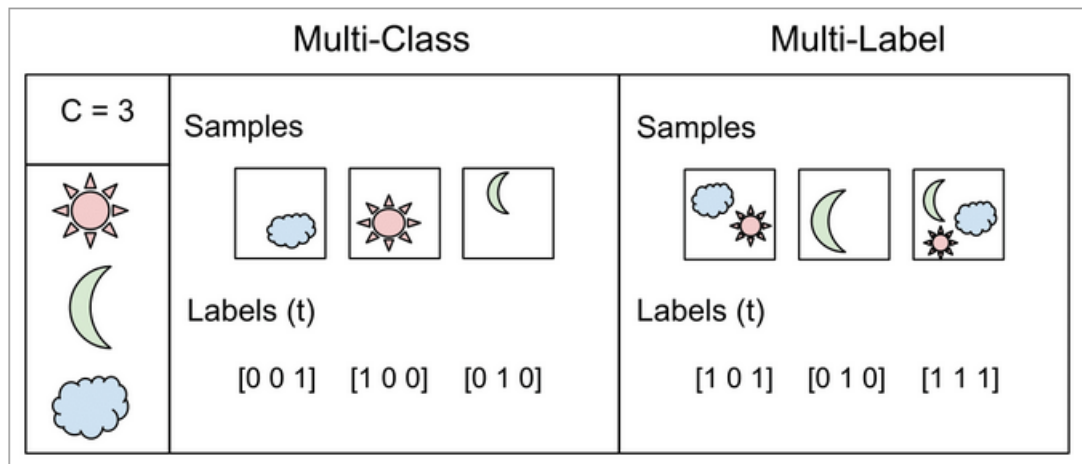 Multi-Class
Multi-Label
C = 3
Samples
Labels (t)
[0 0 1] [1 0 0] [0 1 0]
Samples
Labels (t)
[1 0 1] [0 1 0] [1 1 1]